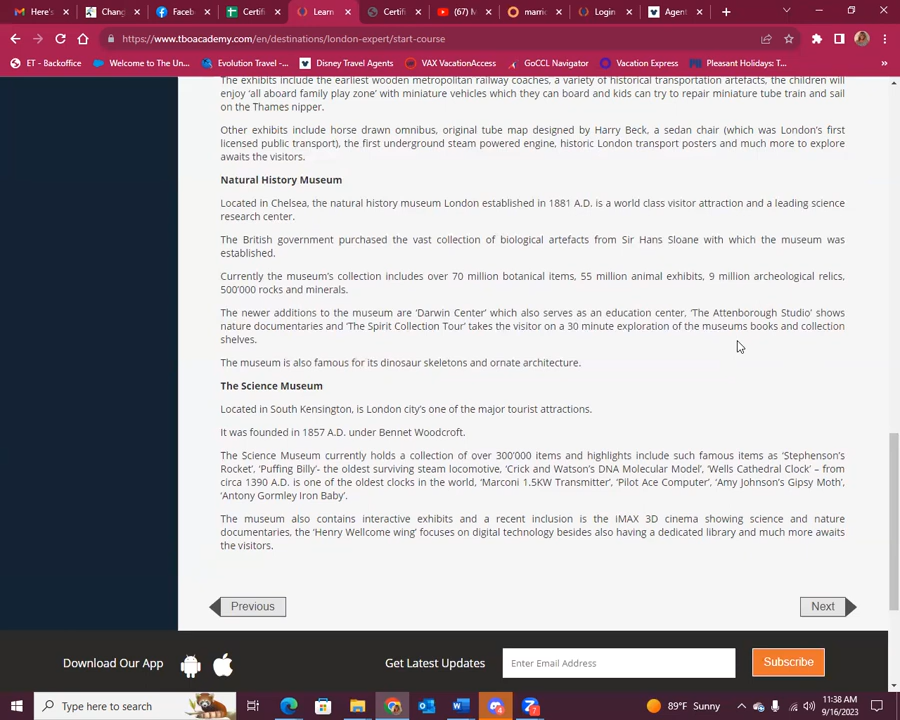 Here's
Chang
Faceb
Certifi
Learn
Certifi
(67) M
marrie
Login
Agent
https://www.tboacademy.com/en/destinations/london-expert/start-course
ET - Backoffice
Welcome to The Un...
Evolution Travel -...
Disney Travel Agents
VAX VacationAccess
GoCCL Navigator
Vacation Express
Pleasant Holidays: T...
The exhibits include the earliest wooden metropolitan railway coaches, a variety of historical transportation artefacts, the children will
enjoy 'all aboard family play zone' with miniature vehicles which they can board and kids can try to repair miniature tube train and sail
on the Thames nipper.
Other exhibits include horse drawn omnibus, original tube map designed by Harry Beck, a sedan chair (which was London's first
licensed public transport), the first underground steam powered engine, historic London transport posters and much more to explore
awaits the visitors.
Natural History Museum
Located in Chelsea, the natural history museum London established in 1881 A.D. is a world class visitor attraction and a leading science
research center.
The British government purchased the vast collection of biological artefacts from Sir Hans Sloane with which the museum was
established.
Currently the museum's collection includes over 70 million botanical items, 55 million animal exhibits, 9 million archeological relics,
500'000 rocks and minerals.
The newer additions to the museum are 'Darwin Center' which also serves as an education center, 'The Attenborough Studio' shows
nature documentaries and 'The Spirit Collection Tour' takes the visitor on a 30 minute exploration of the museums books and collection
shelves.
The museum is also famous for its dinosaur skeletons and ornate architecture.
The Science Museum
Located in South Kensington, is London city's one of the major tourist attractions.
It was founded in 1857 A.D. under Bennet Woodcroft.
The Science Museum currently holds a collection of over 300'000 items and highlights include such famous items as 'Stephenson's
Rocket', 'Puffing Billy'- the oldest surviving steam locomotive, 'Crick and Watson's DNA Molecular Model', 'Wells Cathedral Clock' – from
circa 1390 A.D. is one of the oldest clocks in the world, 'Marconi 1.5KW Transmitter', 'Pilot Ace Computer', 'Amy Johnson's Gipsy Moth',
'Antony Gormley Iron Baby'.
The museum also contains interactive exhibits and a recent inclusion is the IMAX 3D cinema showing science and nature
documentaries, the 'Henry Wellcome wing' focuses on digital technology besides also having a dedicated library and much more awaits
the visitors.
Previous
Next
Download Our App
Get Latest Updates
Enter Email Address
Subscribe
Type here to search
89°F Sunny
11:38 AM
9/16/2023